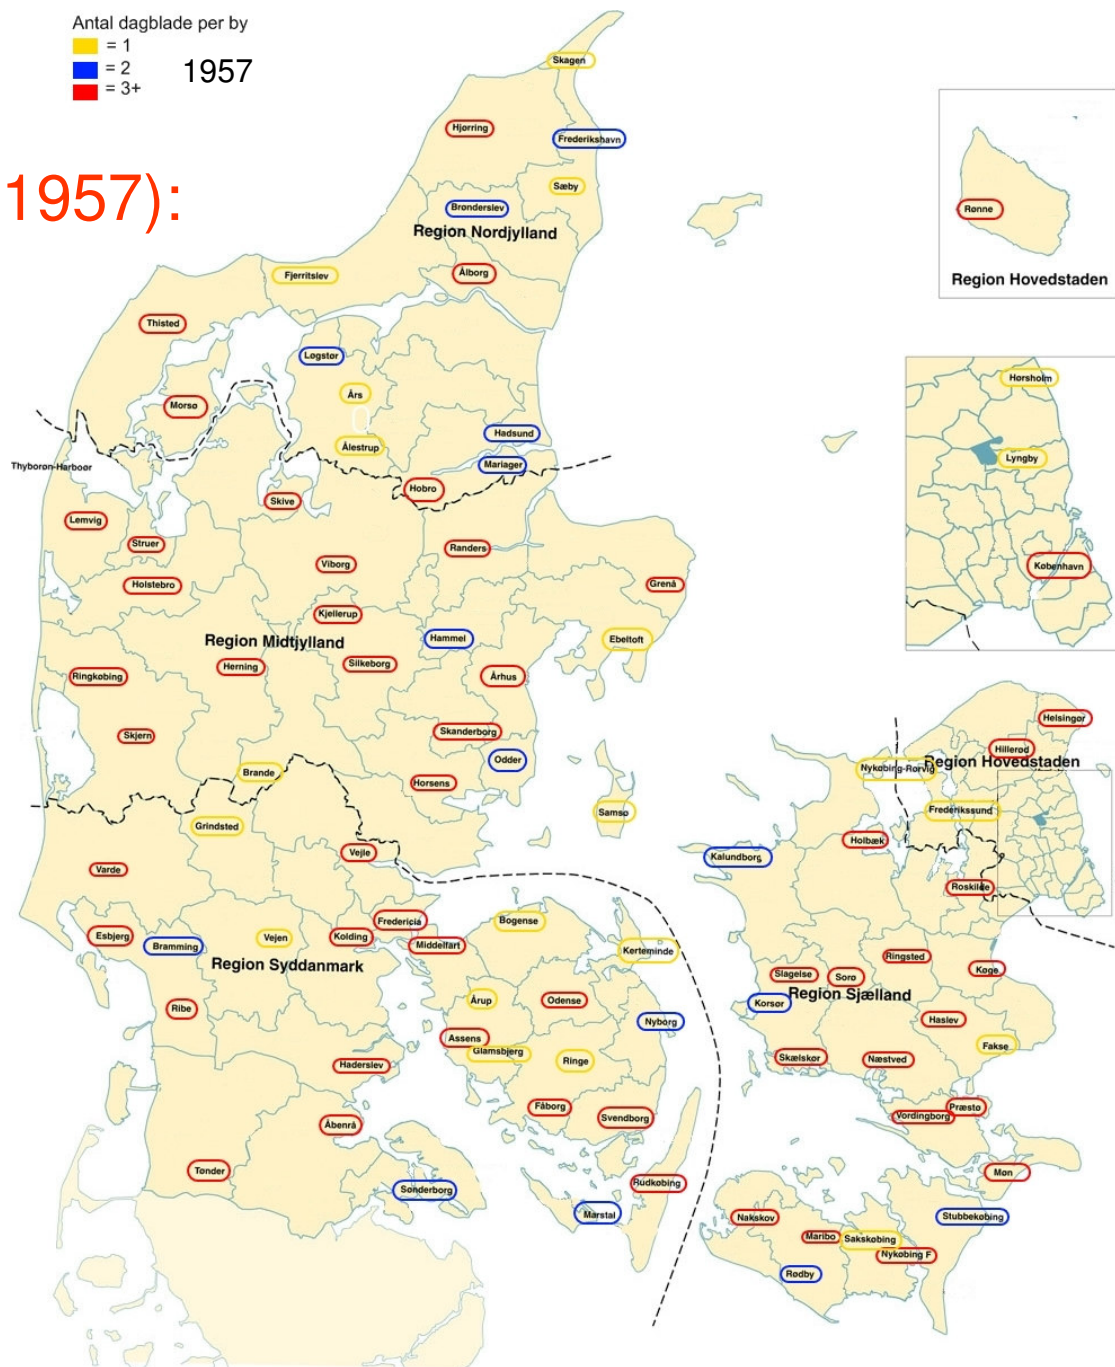 Antal dagblade per by
= 1
= 2
= 3+
1957
1957):
Skagen
Hjørring
Frederikshavn
Sæby
Brønderslev
Region Nordjylland
Fjerritslev
Ålborg
Rønne
Region Hovedstaden
Thisted
Løgstør
Års
Morsø
Hadsund
Ålestrup
Thyborøn-Harboør
Mariager
Hobro
Skive
Lemvig
Struer
Randers
Viborg
Holstebro
Grenå
Kjellerup
Hammel
Ebeltoft
Region Midtjylland
Herning
Silkeborg
Ringkøbing
Århus
Skjern
Skanderborg
Odder
Brande
Horsens
Samsø
Grindsted
Hørsholm
Lyngby
København
Helsingør
Hillerød
Region Hovedstaden
Nykøbing-Rørvig
Frederikssund
Holbæk
Kalundborg
Roskilde
Vejle
Varde
Fredericia
Bogense
Esbjerg
Bramming
Vejen
Kolding
Middelfart
Kerteminde
Region Syddanmark
Ringsted
Slagelse
Sorø
Køge
Region Sjælland
Korsør
Årup
Odense
Ribe
Nyborg
Haslev
Assens
Glamsbjerg
Ringe
Fakse
Skælskør
Næstved
Haderslev
Fåborg
Svendborg
Præstø
Vordingborg
Åbenrå
Tønder
Sønderborg
Rudkøbing
Marstal
Møn
Nakskov
Stubbekøbing
Maribo
Sakskøbing
Nykøbing F
Rødby